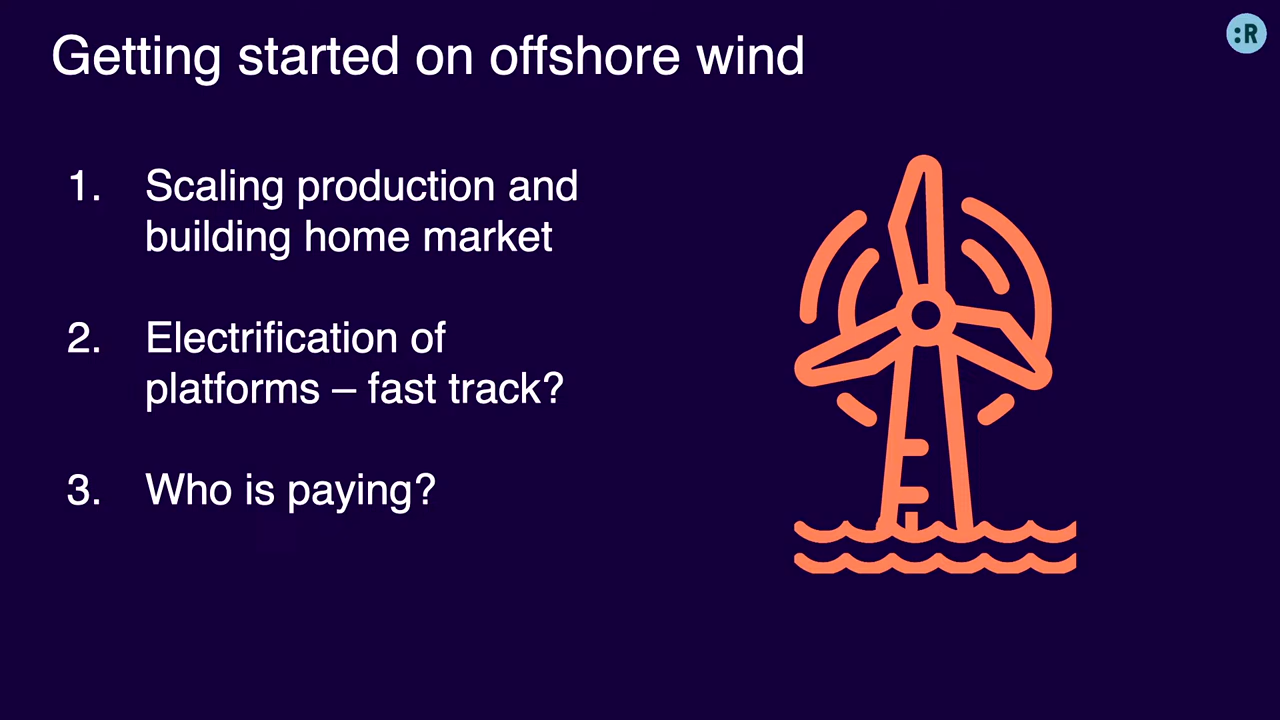 Getting started on offshore wind
:R
1. Scaling production and
building home market
2. Electrification of
platforms – fast track?
3. Who is paying?